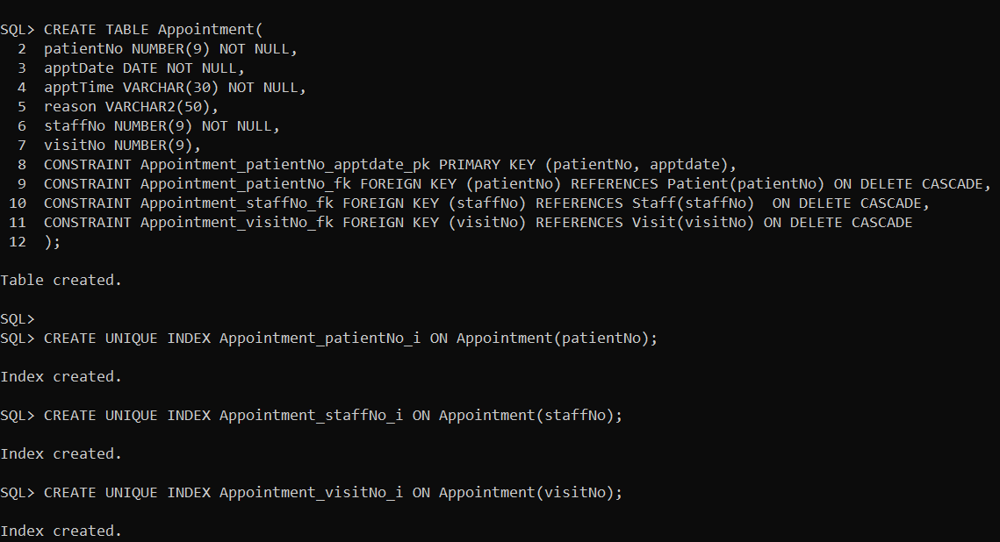 SQL> CREATE TABLE Appointment(
  2  patientNo NUMBER(9) NOT NULL,
  3  apptDate DATE NOT NULL,
  4  apptTime VARCHAR(30) NOT NULL,
  5  reason VARCHAR2(50),
  6  staffNo NUMBER(9) NOT NULL,
  7  visitNo NUMBER(9),
  8  CONSTRAINT Appointment_patientNo_apptdate_pk PRIMARY KEY (patientNo, apptdate),
  9  CONSTRAINT Appointment_patientNo_fk FOREIGN KEY (patientNo) REFERENCES Patient(patientNo) ON DELETE CASCADE,
 10  CONSTRAINT Appointment_staffNo_fk FOREIGN KEY (staffNo) REFERENCES Staff(staffNo)  ON DELETE CASCADE,
 11  CONSTRAINT Appointment_visitNo_fk FOREIGN KEY (visitNo) REFERENCES Visit(visitNo) ON DELETE CASCADE
 12  );
Table created.
SQL>
SQL> CREATE UNIQUE INDEX Appointment_patientNo_i ON Appointment(patientNo);
Index created.
SQL> CREATE UNIQUE INDEX Appointment_staffNo_i ON Appointment(staffNo);
Index created.
SQL> CREATE UNIQUE INDEX Appointment_visitNo_i ON Appointment(visitNo);
Index created.